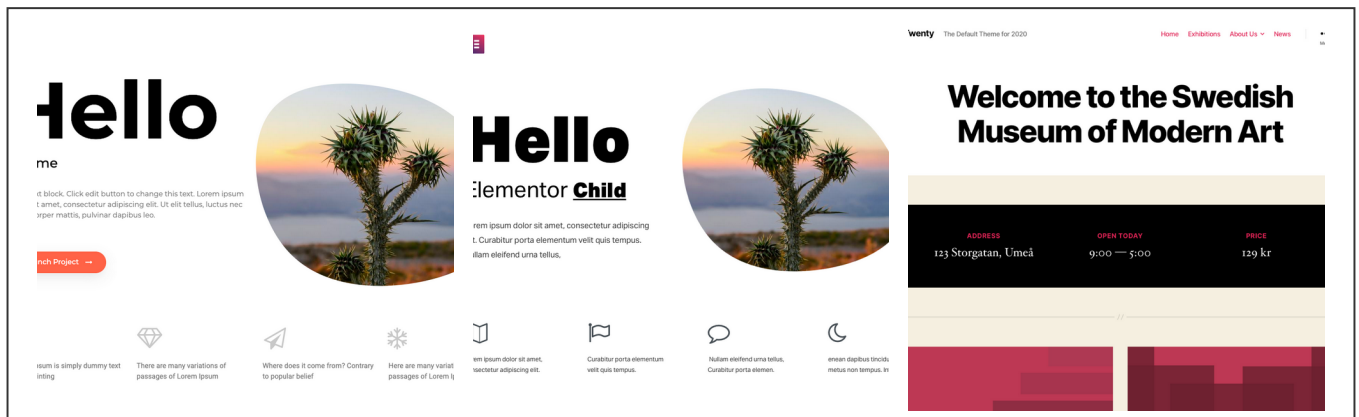 Hello
me
t block. Click edit button to change this text. Lorem ipsum
t amet, consectetur adipiscing elit. Ut elit tellus, luctus nec
orper mattis, pulvinar dapibus leo.
nch Project →
sum is simply dummy text
inting
There are many variations of
passages of Lorem Ipsum
Where does it come from? Contrary
to popular belief
Here are many variat
passages of Lorem I
Hello
Elementor Child
rem ipsum dolor sit amet, consectetur adipiscing
t. Curabitur porta elementum velit quis tempus.
ullam eleifend urna tellus,
em ipsum dolor sit amet,
nsectetur adipiscing elit.
Curabitur porta elementum
velit quis tempus.
Nullam eleifend urna tellus,
Curabitur porta elemen.
enean dapibus tincidu
metus non tempus. In
Twenty The Default Theme for 2020
Home Exhibitions About Us News
Welcome to the Swedish
Museum of Modern Art
ADDRESS
123 Storgatan, Umeå
OPEN TODAY
9:00 — 5:00
PRICE
129 kr
//